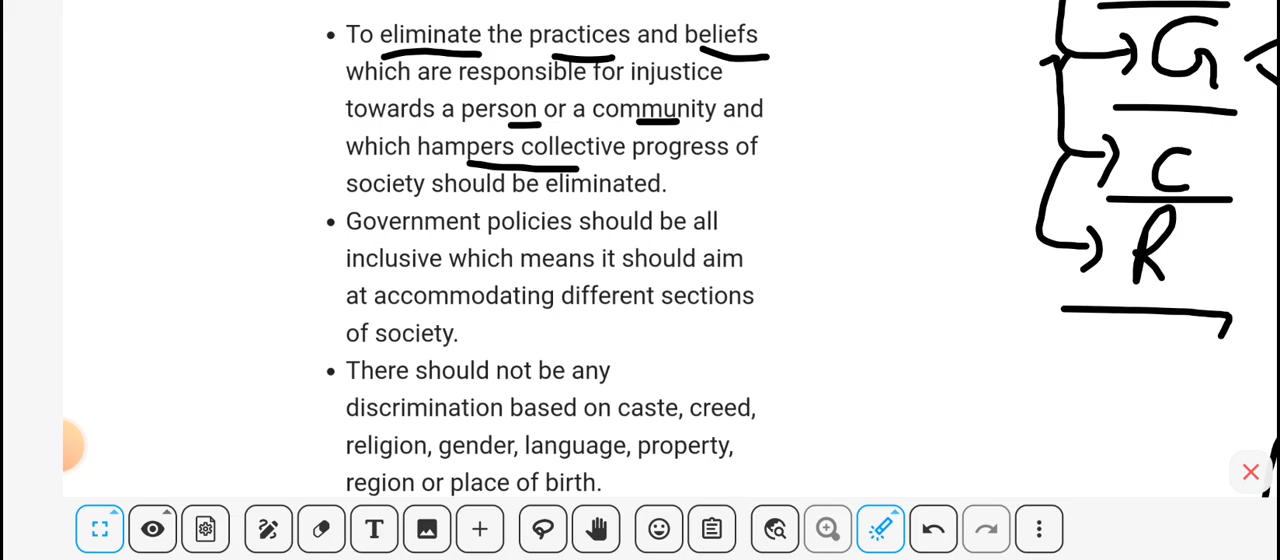 • To eliminate the practices and beliefs
which are responsible for injustice
towards a person or a community and
which hampers collective progress of
society should be eliminated.
• Government policies should be all
inclusive which means it should aim
at accommodating different sections
of society.
• There should not be any
discrimination based on caste, creed,
religion, gender, language, property,
region or place of birth.
G
C
R
T